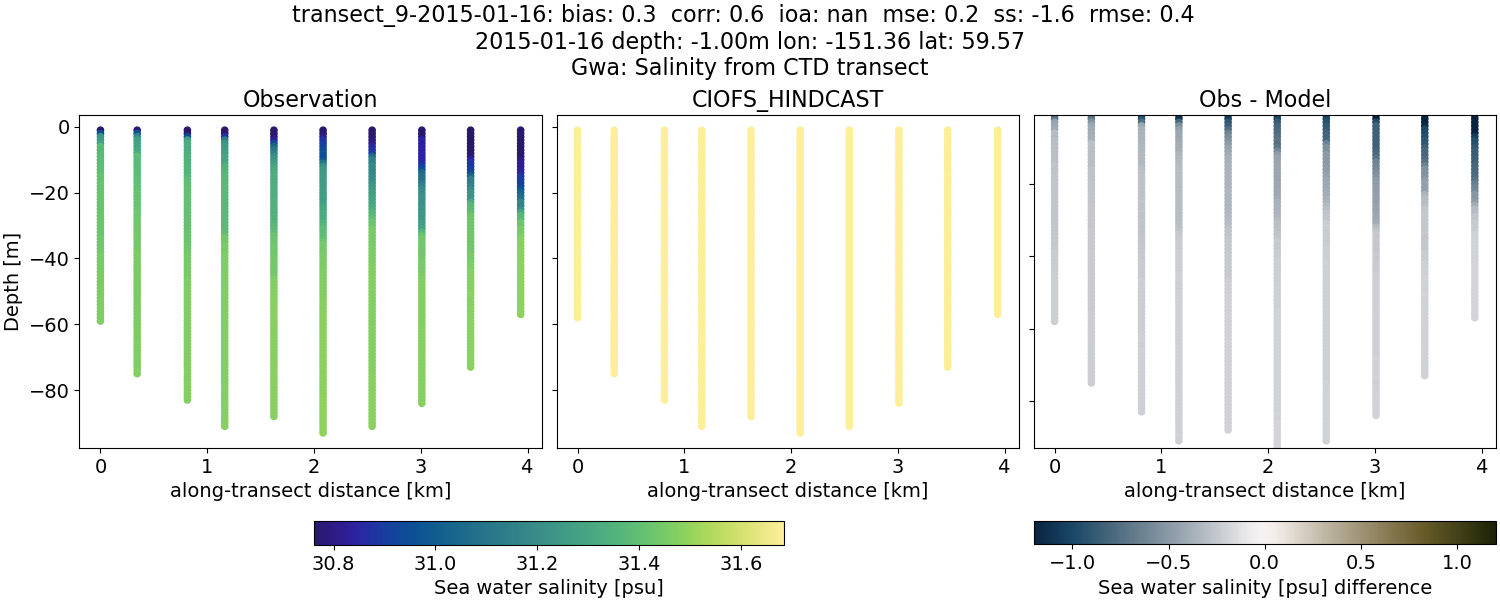 transect_9-2015-01-16: bias: 0.3  corr: 0.6  ioa: nan  mse: 0.2  ss: -1.6  rmse: 0.4
2015-01-16 depth: -1.00m lon: -151.36 lat: 59.57
Gwa: Salinity from CTD transect
Observation
CIOFS_HINDCAST
Obs - Model
Depth [m]
0
−20
−40
−60
−80
0 1 2 3 4
along-transect distance [km]
0 1 2 3 4
along-transect distance [km]
0 1 2 3 4
along-transect distance [km]
30.8 31.0 31.2 31.4 31.6
Sea water salinity [psu]
−1.0 −0.5 0.0 0.5 1.0
Sea water salinity [psu] difference